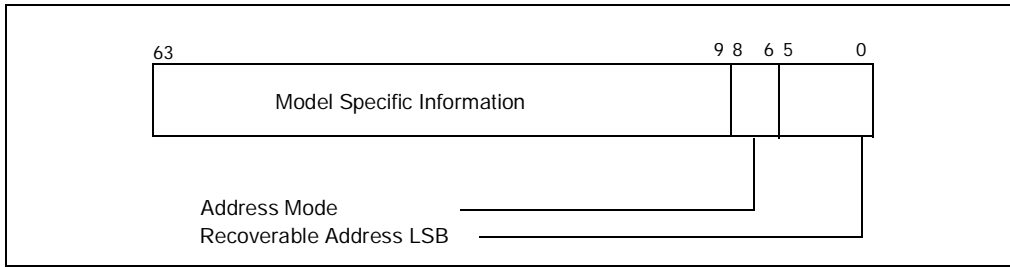 63 9 8 6 5 0
Model Specific Information
Address Mode
Recoverable Address LSB